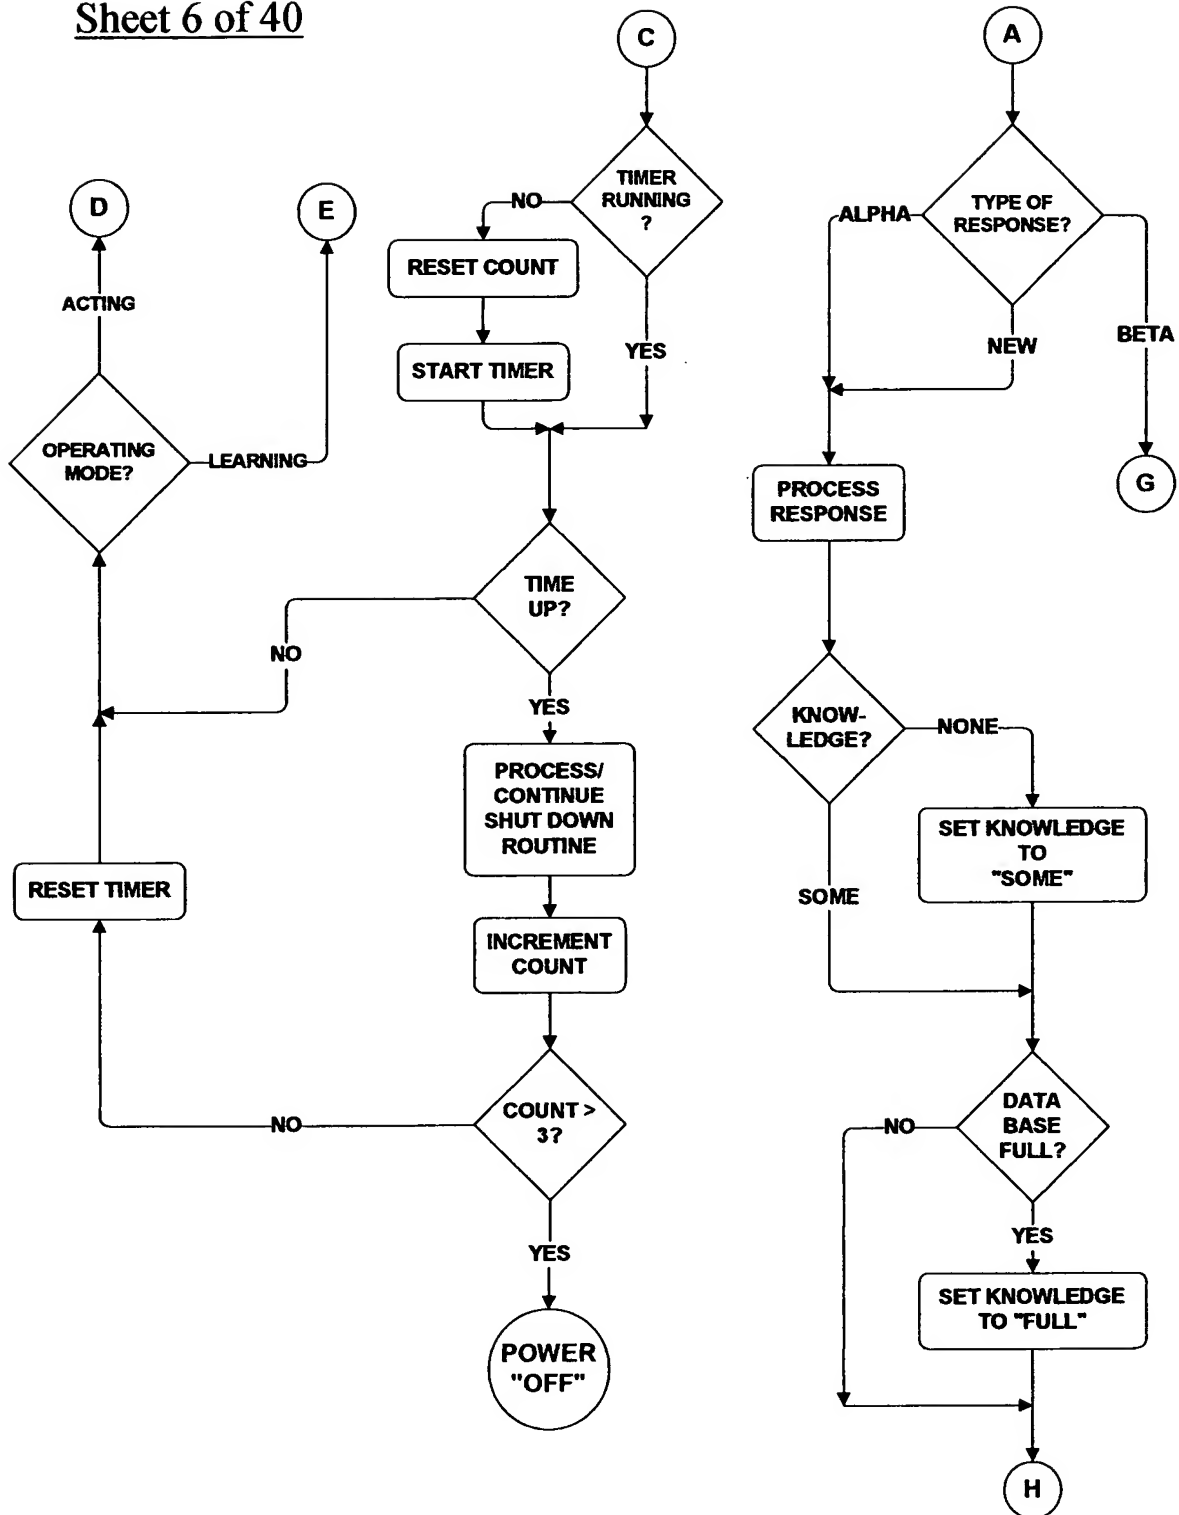 Sheet 6 of 40
C
TIMER
RUNNING
?
NO
YES
RESET COUNT
START TIMER
D
E
ACTING
OPERATING
MODE?
LEARNING
TIME
UP?
NO
YES
PROCESS/
CONTINUE
SHUT DOWN
ROUTINE
RESET TIMER
INCREMENT
COUNT
COUNT >
3?
NO
YES
POWER
"OFF"
A
TYPE OF
RESPONSE?
ALPHA
NEW
BETA
G
PROCESS
RESPONSE
KNOW-
LEDGE?
NONE
SET KNOWLEDGE
TO
"SOME"
SOME
DATA
BASE
FULL?
NO
YES
SET KNOWLEDGE
TO "FULL"
H